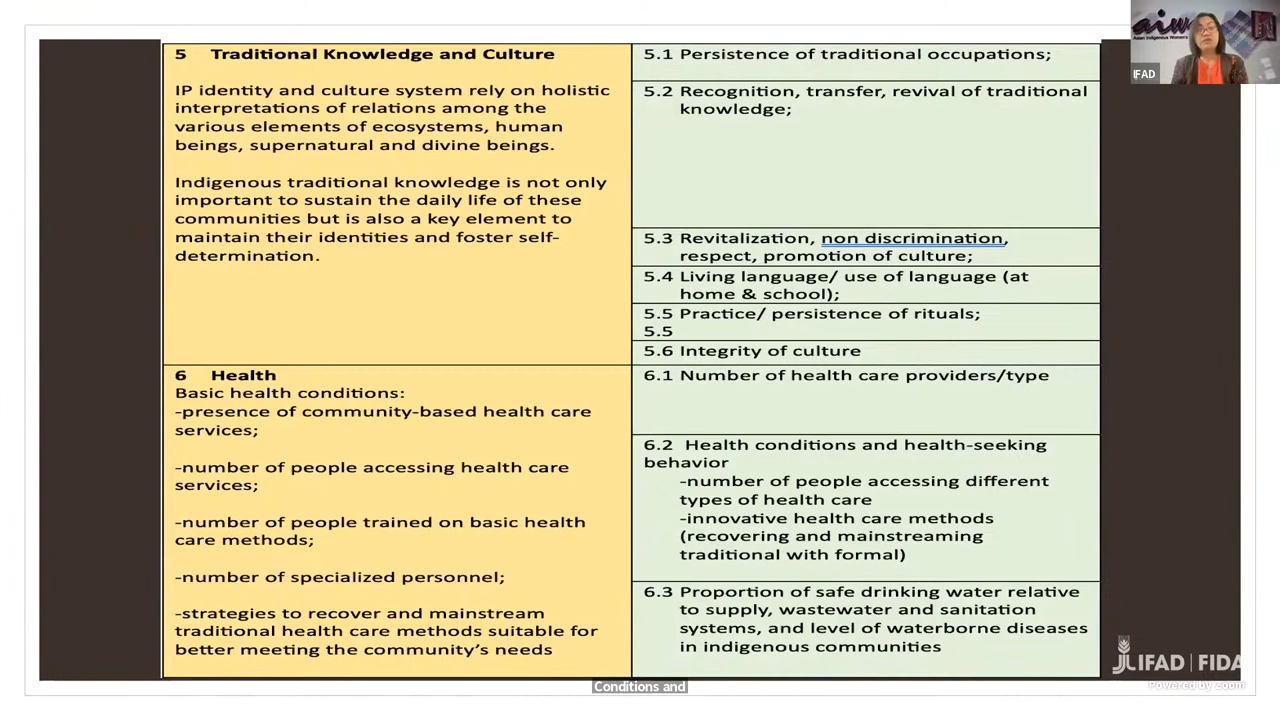 5 Traditional Knowledge and Culture
IP identity and culture system rely on holistic
interpretations of relations among the
various elements of ecosystems, human
beings, supernatural and divine beings.
Indigenous traditional knowledge is not only
important to sustain the daily life of these
communities but is also a key element to
maintain their identities and foster self-
determination.
5.1 Persistence of traditional occupations;
5.2 Recognition, transfer, revival of traditional
knowledge;
5.3 Revitalization, non discrimination,
respect, promotion of culture;
5.4 Living language/ use of language (at
home & school);
5.5 Practice/ persistence of rituals;
5.5
5.6 Integrity of culture
6 Health
Basic health conditions:
-presence of community-based health care
services;
-number of people accessing health care
services;
-number of people trained on basic health
care methods;
-number of specialized personnel;
-strategies to recover and mainstream
traditional health care methods suitable for
better meeting the community's needs
6.1 Number of health care providers/type
6.2 Health conditions and health-seeking
behavior
-number of people accessing different
types of health care
-innovative health care methods
(recovering and mainstreaming
traditional with formal)
6.3 Proportion of safe drinking water relative
to supply, wastewater and sanitation
systems, and level of waterborne diseases
in indigenous communities
Asian Indigenous Women's
IFAD
JLIFAD | FIDA
Powered by Zoom
Conditions and